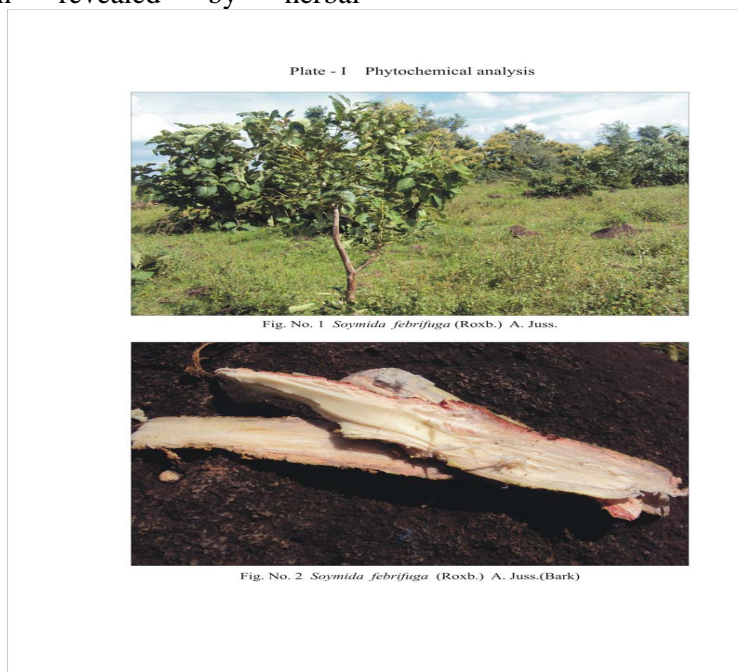 revealed by herbal
Plate - I Phytochemical analysis
Fig. No. 1 Soymida febrifuga (Roxb.) A. Juss.
Fig. No. 2 Soymida febrifuga (Roxb.) A. Juss.(Bark)